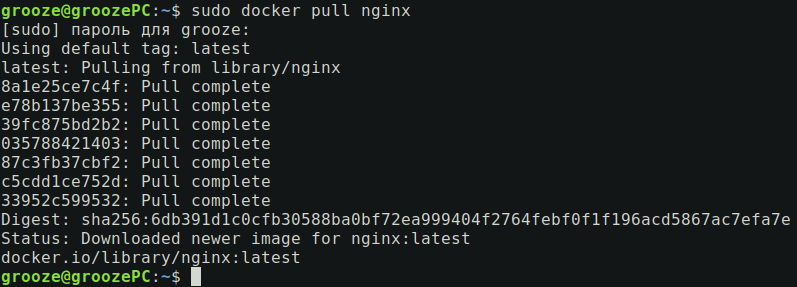 grooze@groozePC:~$ sudo docker pull nginx
[sudo] пароль для grooze:
Using default tag: latest
latest: Pulling from library/nginx
8a1e25ce7c4f: Pull complete
e78b137be355: Pull complete
39fc875bd2b2: Pull complete
035788421403: Pull complete
87c3fb37cbf2: Pull complete
c5cdd1ce752d: Pull complete
33952c599532: Pull complete
Digest: sha256:6db391d1c0cfb30588ba0bf72ea999404f2764febf0f1f196acd5867ac7efa7e
Status: Downloaded newer image for nginx:latest
docker.io/library/nginx:latest
grooze@groozePC:~$